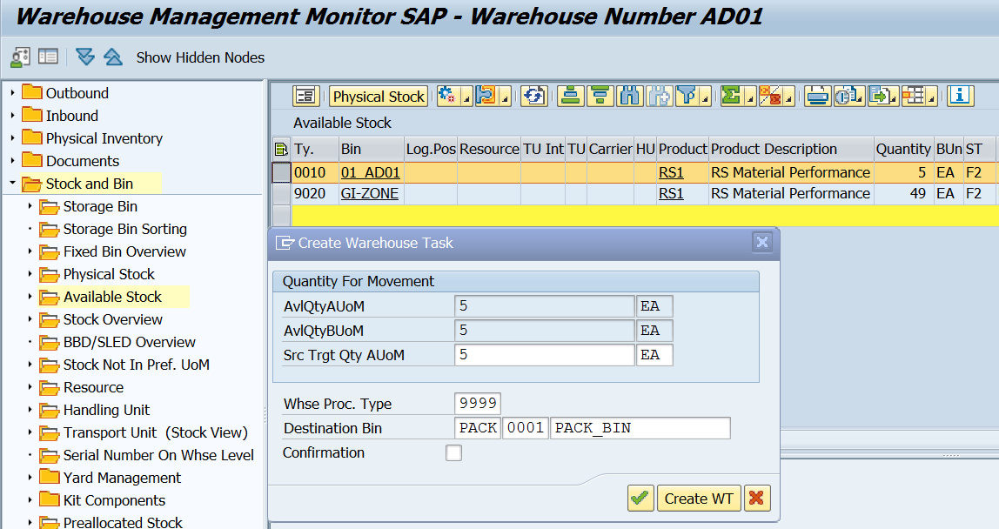 Warehouse Management Monitor SAP - Warehouse Number AD01
Show Hidden Nodes
Outbound
Inbound
Physical Inventory
Documents
Stock and Bin
Storage Bin
Storage Bin Sorting
Fixed Bin Overview
Physical Stock
Available Stock
Stock Overview
BBD/SLED Overview
Stock Not In Pref. UoM
Resource
Handling Unit
Transport Unit (Stock View)
Serial Number On Whse Level
Yard Management
Kit Components
Preallocated Stock
Physical Stock
Available Stock
Ty. Bin Log.Pos Resource TU Int TU Carrier HU Product Product Description Quantity BUn ST
0010 01_AD01 RS1 RS Material Performance 5 EA F2
9020 GI-ZONE RS1 RS Material Performance 49 EA F2
Create Warehouse Task
Quantity For Movement
AvlQtyAUoM 5 EA
AvlQtyBUoM 5 EA
Src Trgt Qty AUoM 5 EA
Whse Proc. Type 9999
Destination Bin PACK 0001 PACK_BIN
Confirmation
Create WT